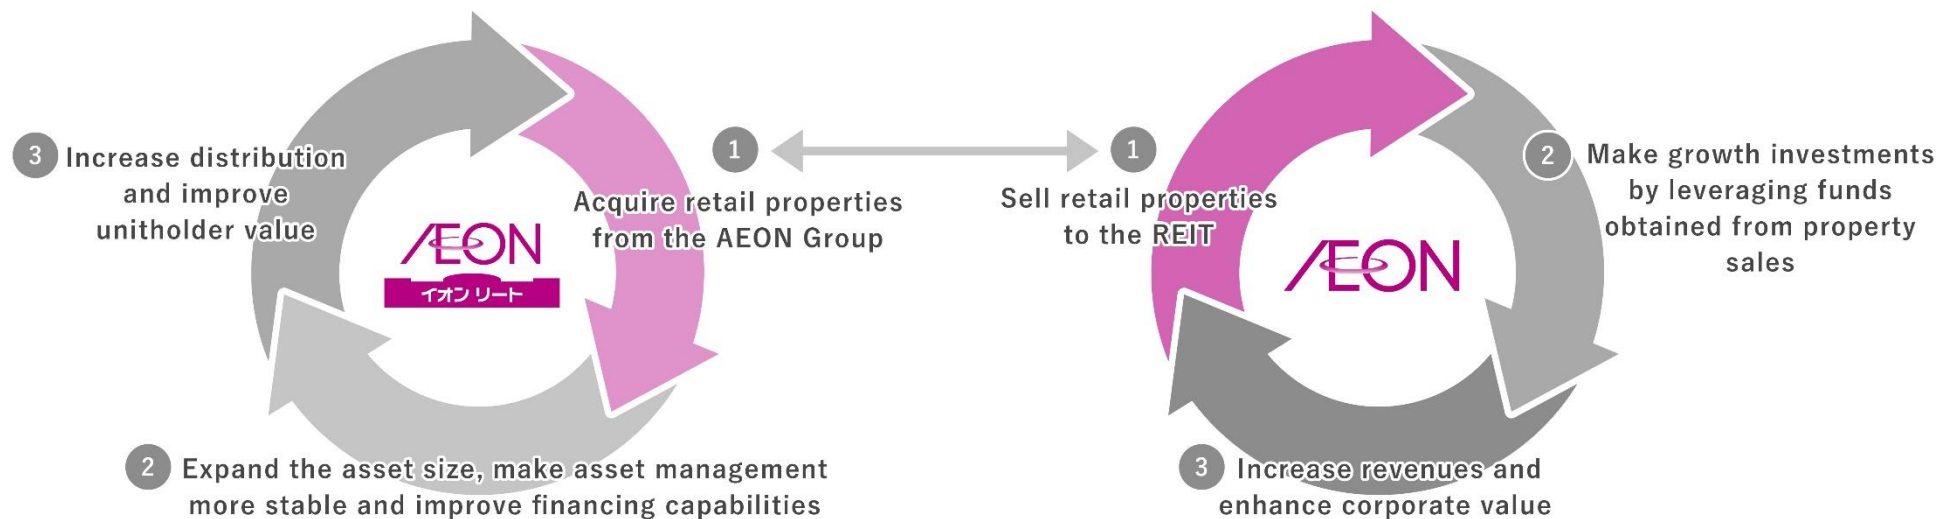 3
Increase distribution
and improve
unitholder value
ÆON
イオン リート
1
Acquire retail properties
from the AEON Group
2
Expand the asset size, make asset management
more stable and improve financing capabilities
1
Sell retail properties
to the REIT
ÆON
2
Make growth investments
by leveraging funds
obtained from property
sales
3
Increase revenues and
enhance corporate value